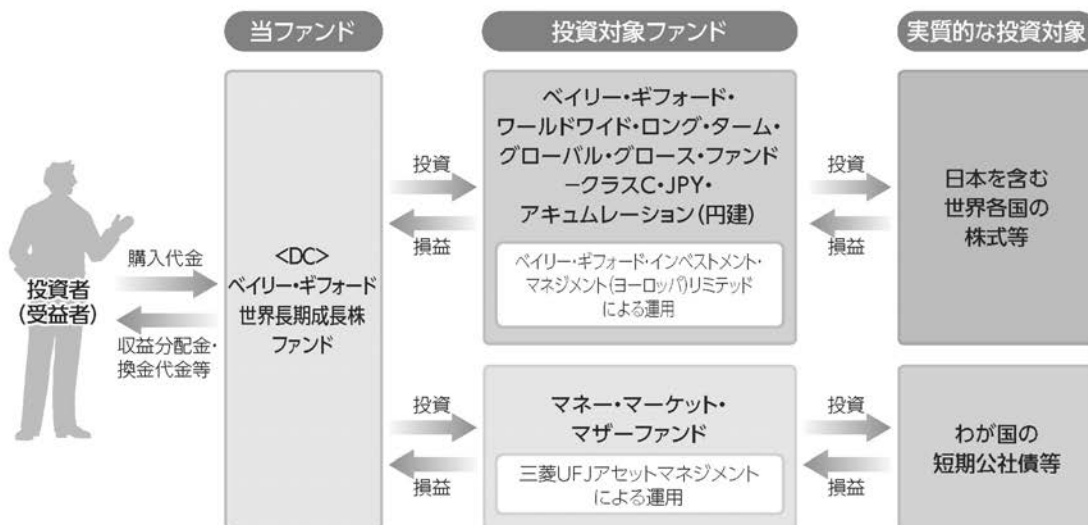 当ファンド
投資対象ファンド
実質的な投資対象
投資者
(受益者)
購入代金
収益分配金・
換金代金等
<DC>
ベイリー・ギフォード
世界長期成長株
ファンド
投資
損益
ベイリー・ギフォード・
ワールドワイド・ロング・ターム・
グローバル・グロース・ファンド
－クラスC・JPY・
アキュムレーション(円建)
ベイリー・ギフォード・インベストメント・
マネジメント(ヨーロッパ)リミテッド
による運用
投資
損益
日本を含む
世界各国の
株式等
投資
損益
マネー・マーケット・
マザーファンド
三菱UFJアセットマネジメント
による運用
投資
損益
わが国の
短期公社債等